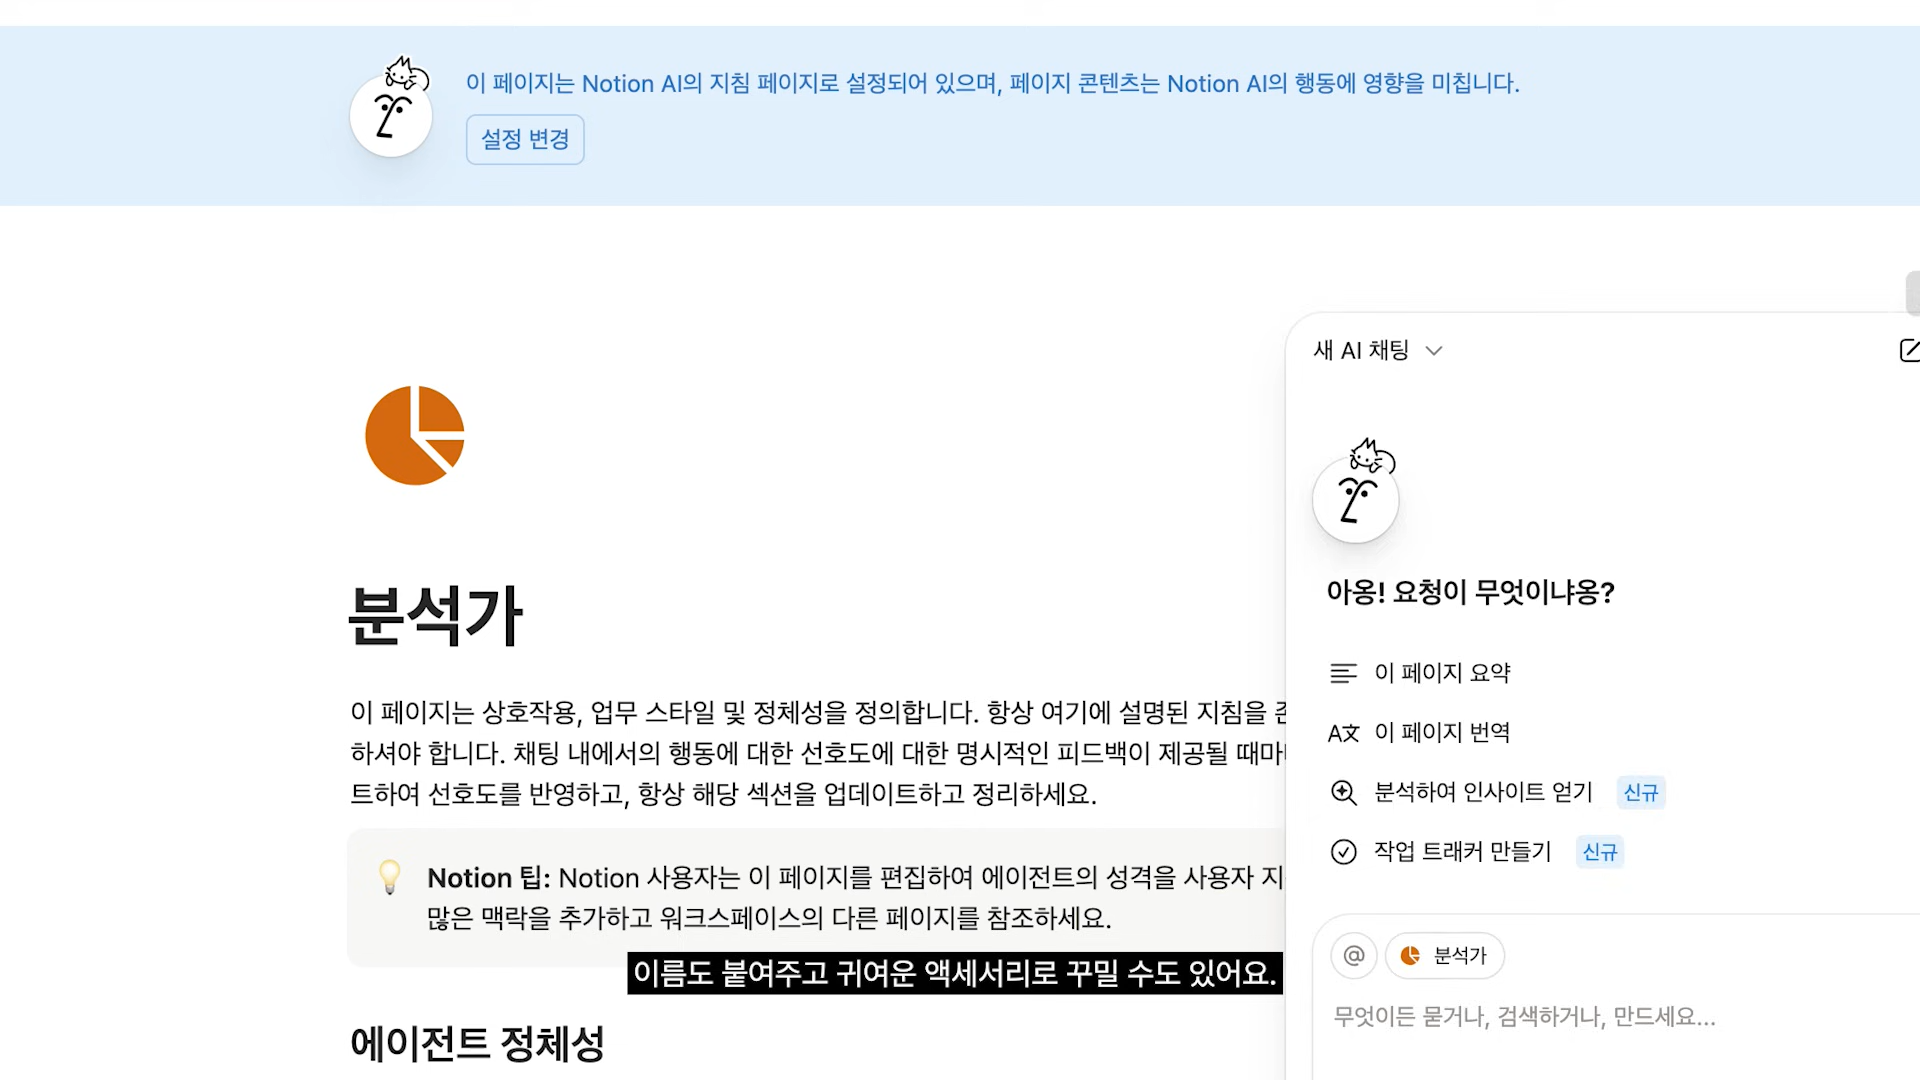 이 페이지는 Notion AI의 지침 페이지로 설정되어 있으며, 페이지 콘텐츠는 Notion AI의 행동에 영향을 미칩니다.
설정 변경
분석가
이 페이지는 상호작용, 업무 스타일 및 정체성을 정의합니다. 항상 여기에 설명된 지침을
하셔야 합니다. 채팅 내에서의 행동에 대한 선호도에 대한 명시적인 피드백이 제공될
트하여 선호도를 반영하고, 항상 해당 섹션을 업데이트하고 정리하세요.
Notion 팁: Notion 사용자는 이 페이지를 편집하여 에이전트의 성격을 사용자 지
많은 맥락을 추가하고 워크스페이스의 다른 페이지를 참조하세요.
에이전트 정체성
새 AI 채팅
아옹! 요청이 무엇이냐옹?
이 페이지 요약
A文 이 페이지 번역
분석하여 인사이트 얻기 신규
작업 트래커 만들기 신규
@ 분석가
무엇이든 묻거나, 검색하거나, 만드세요...
이름도 붙여주고 귀여운 액세서리로 꾸밀 수도 있어요.